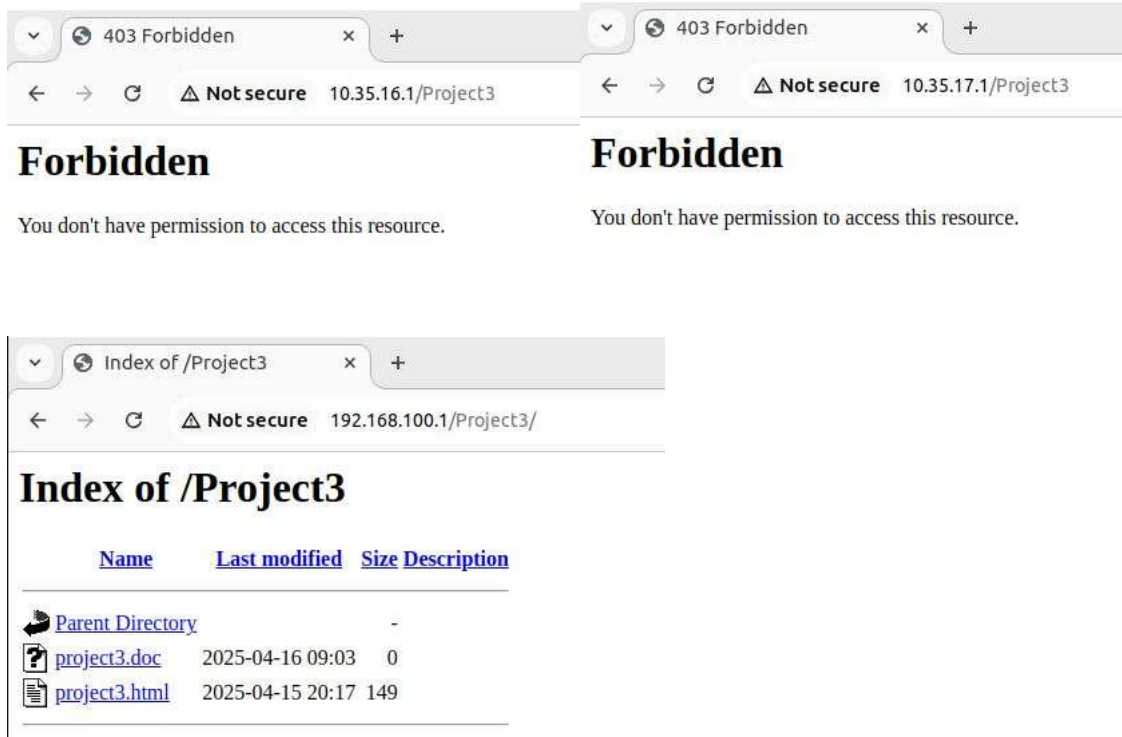 403 Forbidden
Not secure 10.35.16.1/Project3
Forbidden
You don't have permission to access this resource.
403 Forbidden
Not secure 10.35.17.1/Project3
Forbidden
You don't have permission to access this resource.
Index of /Project3
Not secure 192.168.100.1/Project3/
Index of /Project3
Name Last modified Size Description
Parent Directory -
project3.doc 2025-04-16 09:03 0
project3.html 2025-04-15 20:17 149